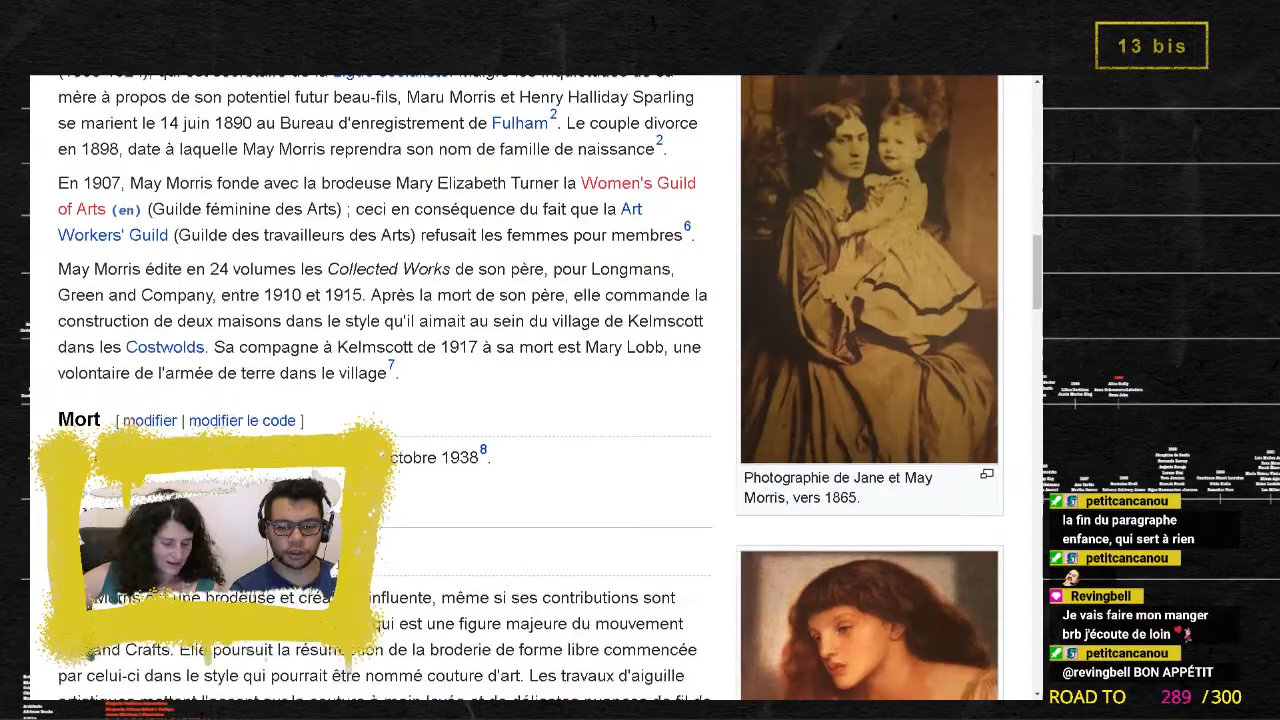 13 bis
mère à propos de son potentiel futur beau-fils, Maru Morris et Henry Halliday Sparling
se marient le 14 juin 1890 au Bureau d'enregistrement de Fulham2. Le couple divorce
en 1898, date à laquelle May Morris reprendra son nom de famille de naissance2.
En 1907, May Morris fonde avec la brodeuse Mary Elizabeth Turner la Women's Guild
of Arts (en) (Guilde féminine des Arts) ; ceci en conséquence du fait que la Art
Workers' Guild (Guilde des travailleurs des Arts) refusait les femmes pour membres6.
May Morris édite en 24 volumes les Collected Works de son père, pour Longmans,
Green and Company, entre 1910 et 1915. Après la mort de son père, elle commande la
construction de deux maisons dans le style qu'il aimait au sein du village de Kelmscott
dans les Costwolds. Sa compagne à Kelmscott de 1917 à sa mort est Mary Lobb, une
volontaire de l'armée de terre dans le village7.
Mort [ modifier | modifier le code ]
ctobre 19388.
une brodeuse et créa influente, même si ses contributions sont
qui est une figure majeure du mouvement
and Crafts. Elle poursuit la résur on de la broderie de forme libre commencée
par celui-ci dans le style qui pourrait être nommé couture d'art. Les travaux d'aiguille
Photographie de Jane et May
Morris, vers 1865.
petitcancanou
la fin du paragraphe
enfance, qui sert à rien
petitcancanou
Revingbell
Je vais faire mon manger
brb j'écoute de loin
petitcancanou
@revingbell BON APPÉTIT
ROAD TO 289 / 300